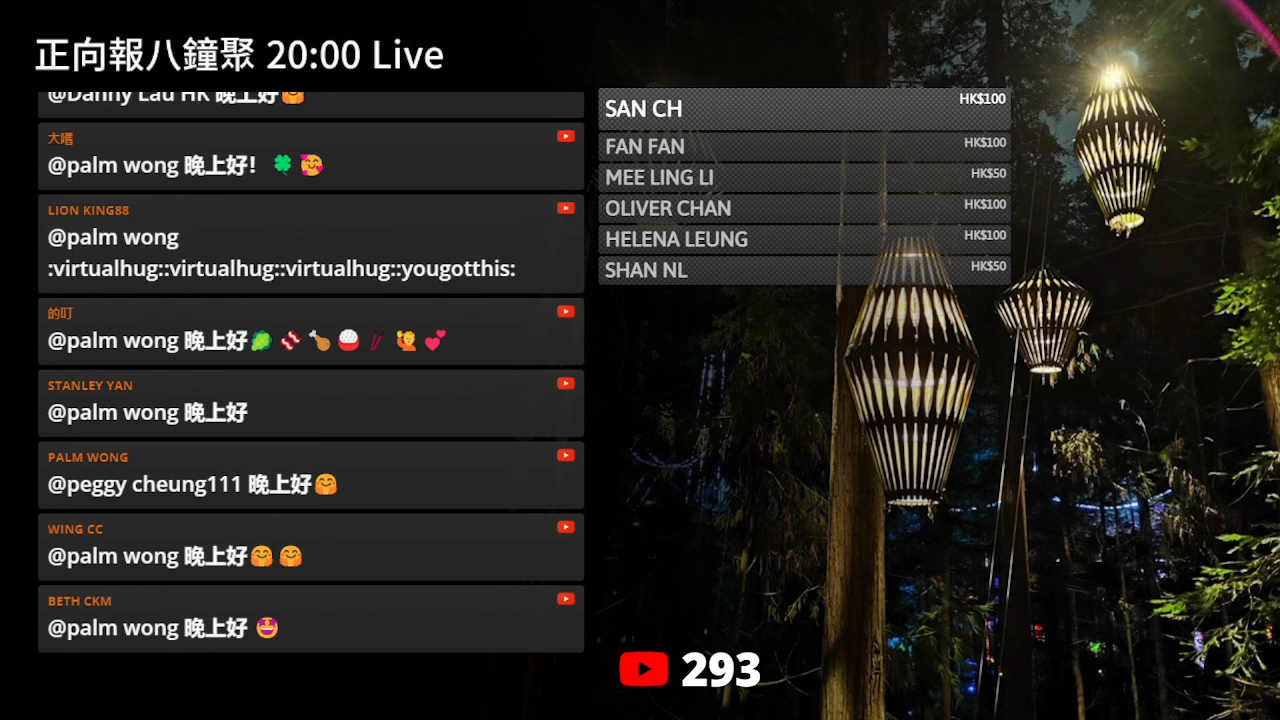 正向報八鐘聚 20:00 Live
@Danny Lau HK 晚上好🤗
大嚿
@palm wong 晚上好! 🍀🥰
LION KING88
@palm wong
:virtualhug::virtualhug::virtualhug::yougotthis:
的叮
@palm wong 晚上好🥬🥓🍗🍚🥢🙋💕
STANLEY YAN
@palm wong 晚上好
PALM WONG
@peggy cheung111 晚上好🤗
WING CC
@palm wong 晚上好🤗🤗
BETH CKM
@palm wong 晚上好 🤩
SAN CH HK$100
FAN FAN HK$100
MEE LING LI HK$50
OLIVER CHAN HK$100
HELENA LEUNG HK$100
SHAN NL HK$50
293